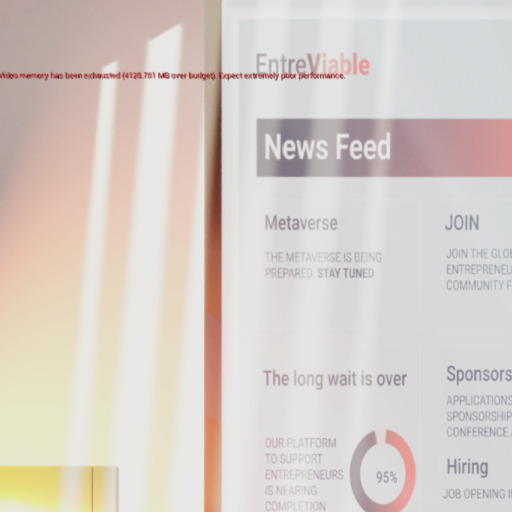 EntreViable
Video memory has been exhausted (4128.761 MB over budget). Expect extremely poor performance.
News Feed
Metaverse
THE METAVERSE IS BEING
PREPARED. STAY TUNED
JOIN
JOIN THE GLO
ENTREPRENEU
COMMUNITY F
The long wait is over
OUR PLATFORM
TO SUPPORT
ENTREPRENEURS
IS NEARING
COMPLETION
95%
Sponsors
APPLICATIONS
SPONSORSHIP
CONFERENCE
Hiring
JOB OPENING I